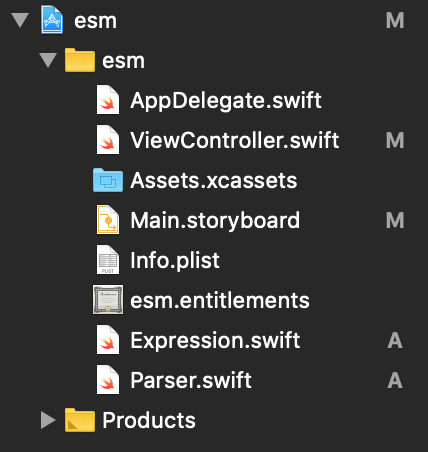 esm M
esm
AppDelegate.swift
ViewController.swift M
Assets.xcassets
Main.storyboard M
PLIST Info.plist
esm.entitlements
Expression.swift A
Parser.swift A
Products